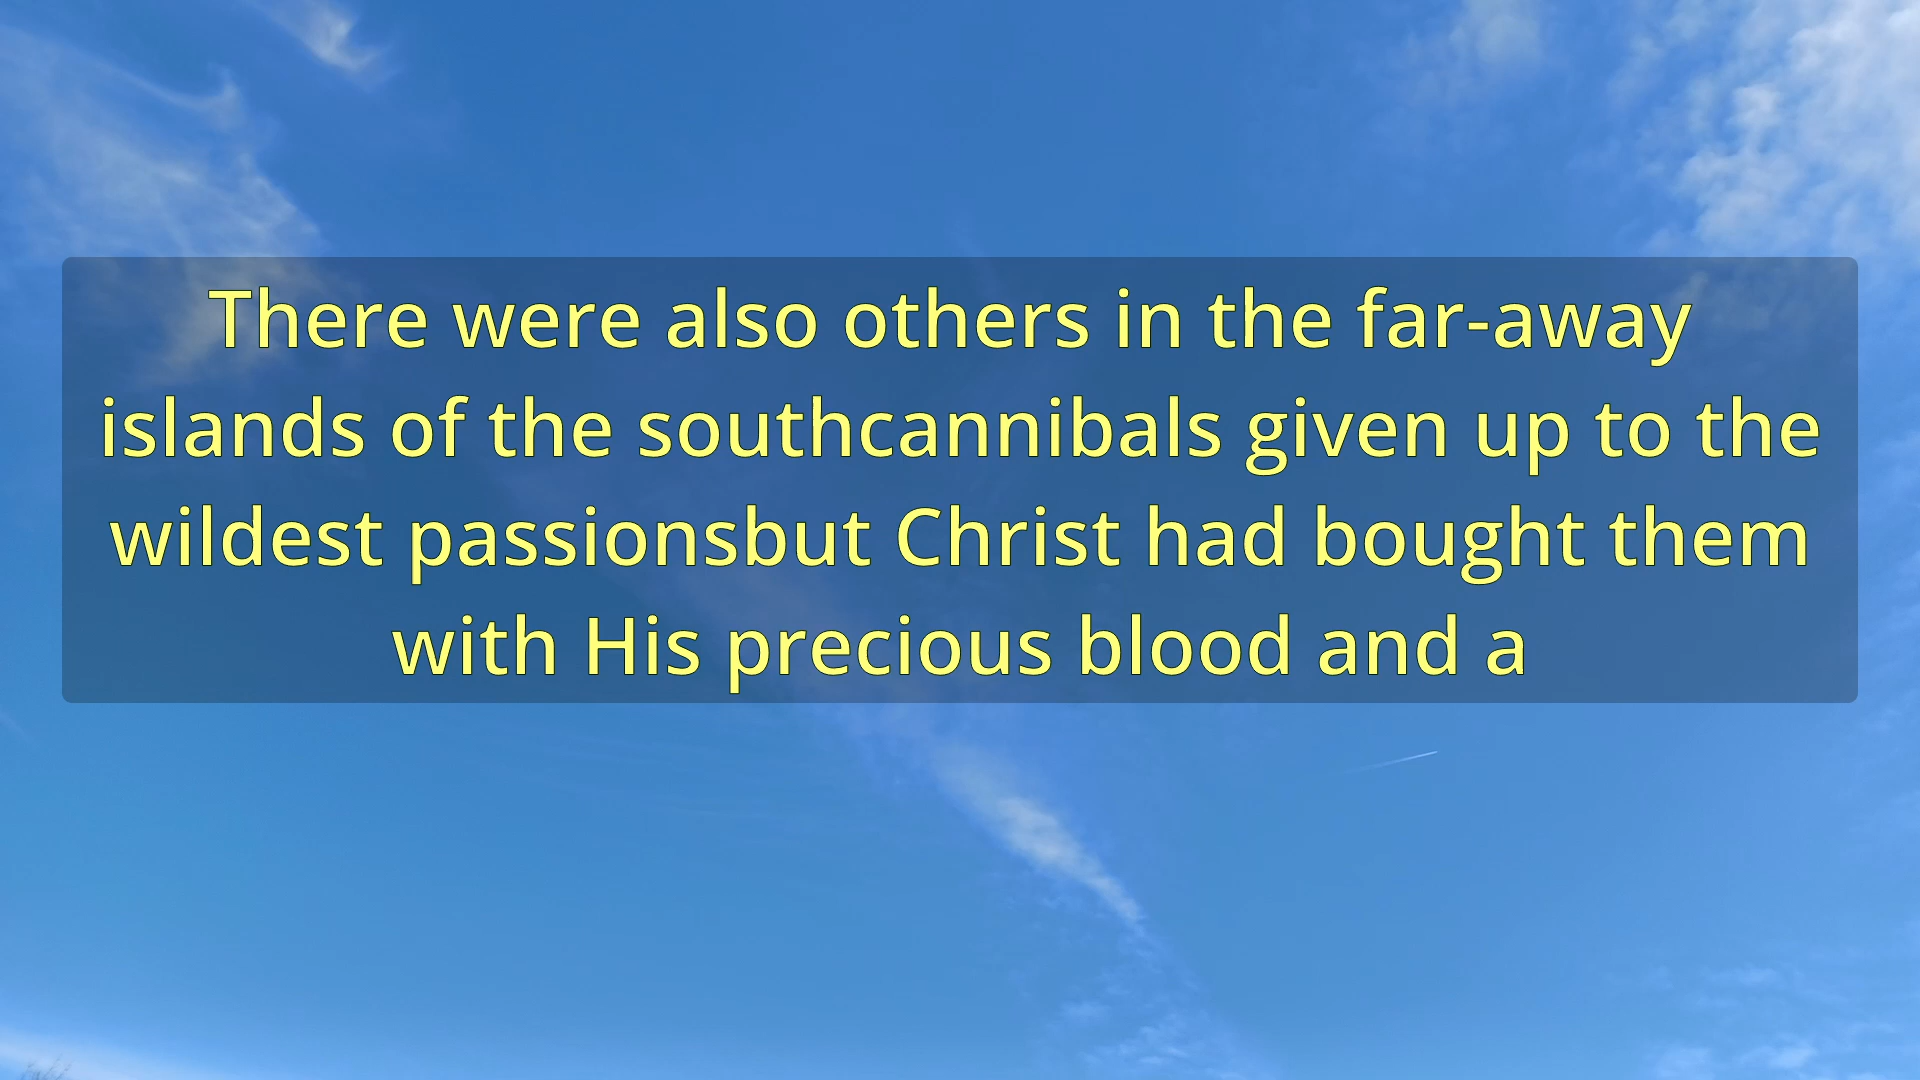 There were also others in the far-away
islands of the southcannibals given up to the
wildest passionsbut Christ had bought them
with His precious blood and a